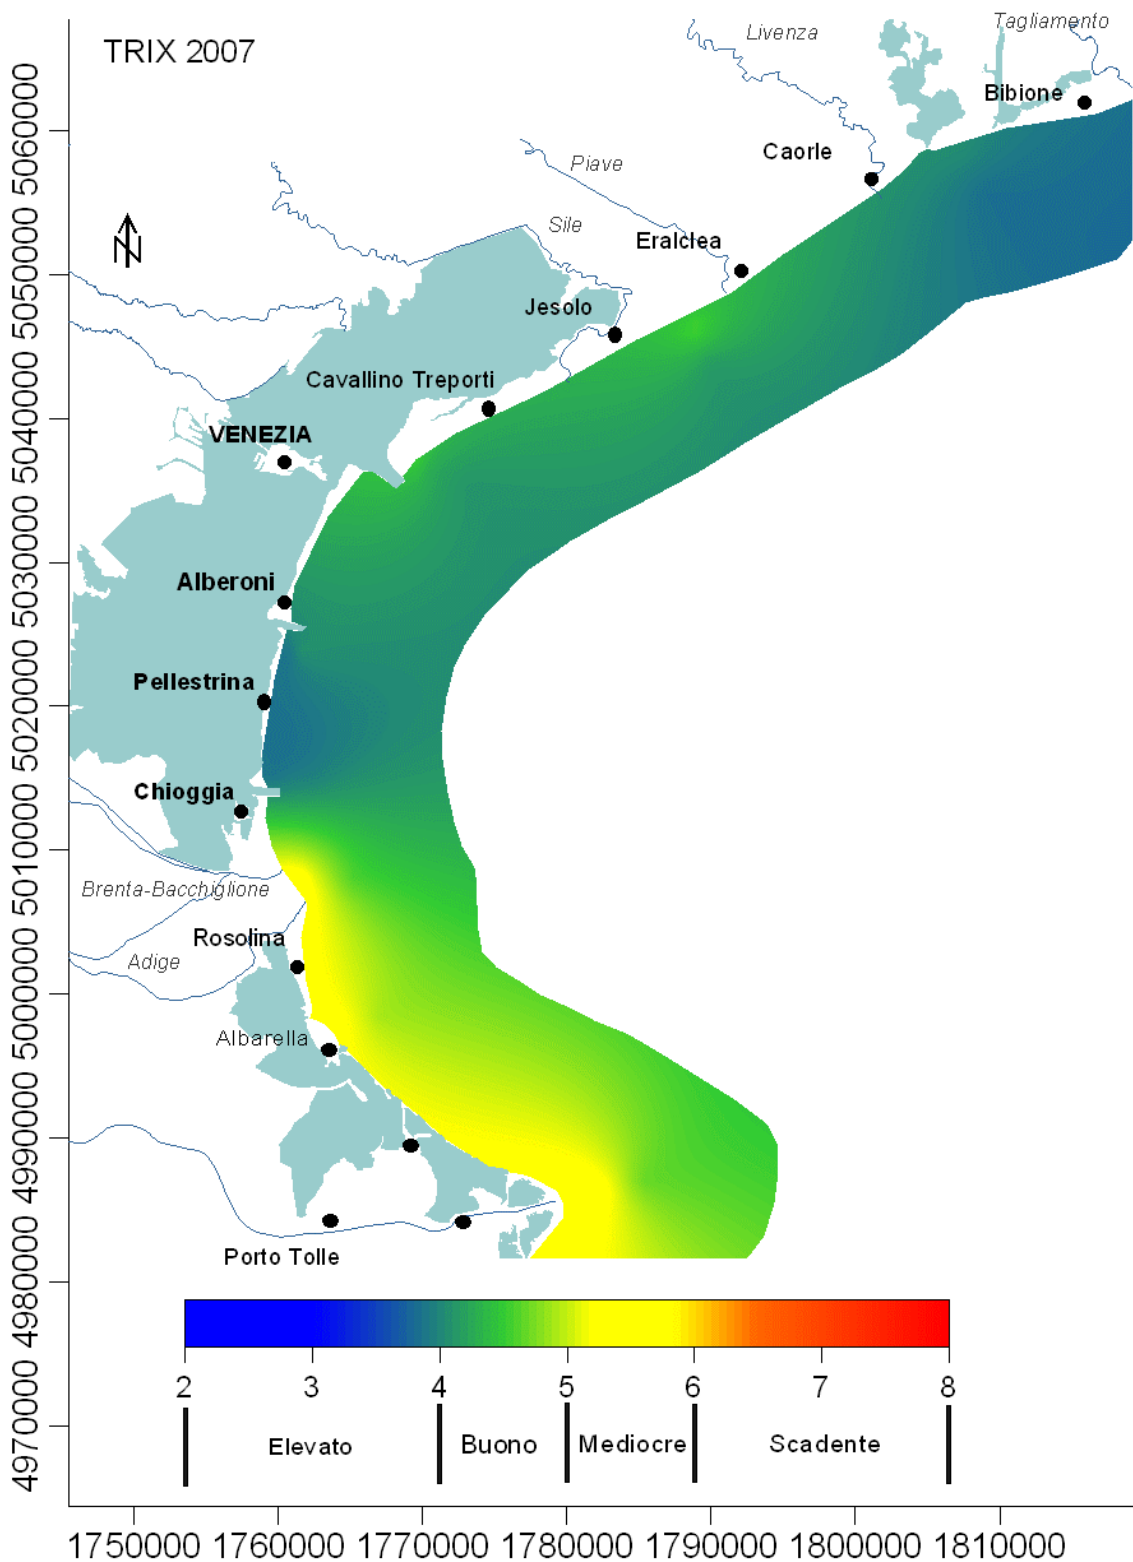 TRIX 2007
Livenza
Tagliamento
Bibione
Caorle
Piave
Sile
Eralclea
Jesolo
Cavallino Treporti
VENEZIA
Alberoni
Pellestrina
Chioggia
Brenta-Bacchiglione
Rosolina
Adige
Albarella
Porto Tolle
5060000
5050000
5040000
5030000
5020000
5010000
5000000
4990000
4980000
4970000
2 3 4 5 6 7 8
Elevato Buono Mediocre Scadente
1750000 1760000 1770000 1780000 1790000 1800000 1810000
N